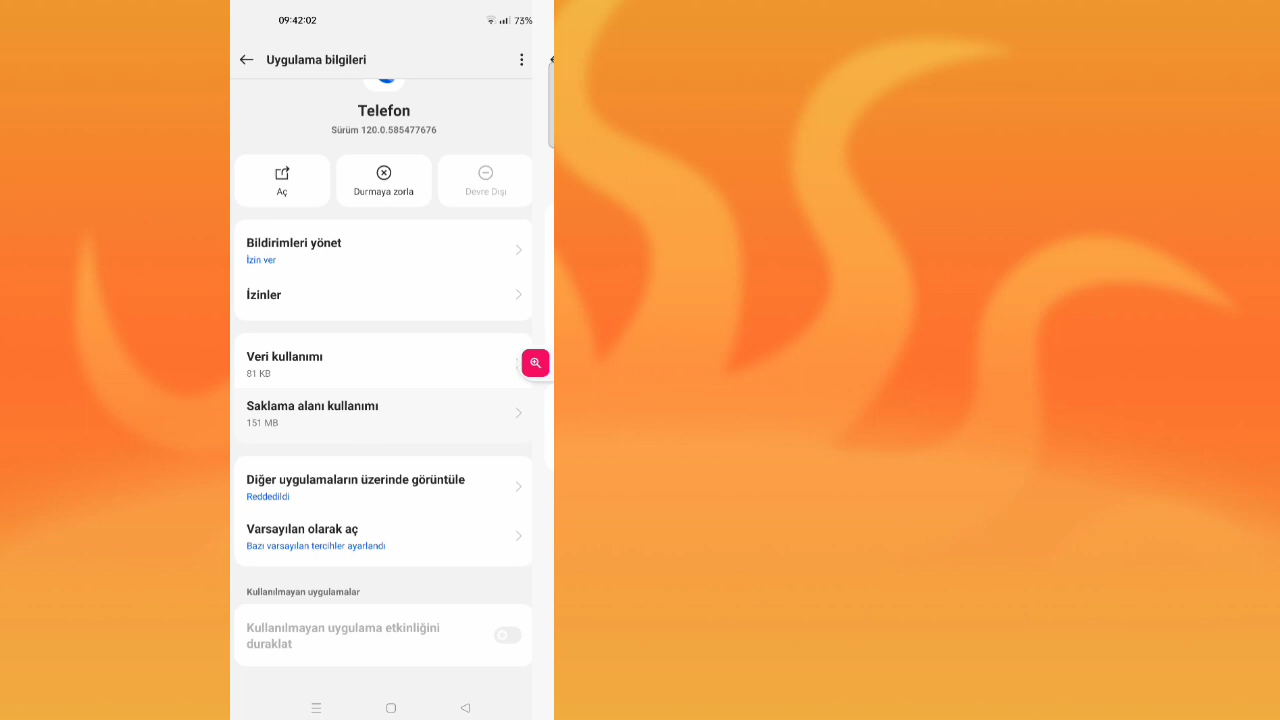 09:42:02
73%
Uygulama bilgileri
Telefon
Sürüm 120.0.585477676
Aç
Durmaya zorla
Devre Dışı
Bildirimleri yönet
İzin ver
İzinler
Veri kullanımı
81 KB
Saklama alanı kullanımı
151 MB
Diğer uygulamaların üzerinde görüntüle
Reddedildi
Varsayılan olarak aç
Bazı varsayılan tercihler ayarlandı
Kullanılmayan uygulamalar
Kullanılmayan uygulama etkinliğini
duraklat